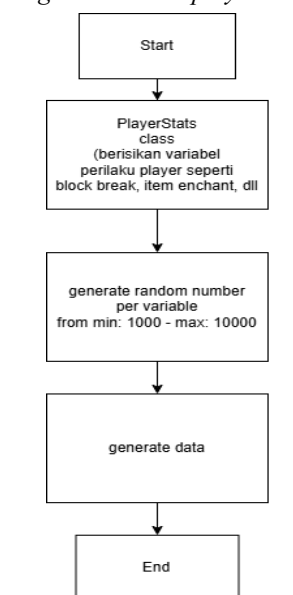 Start
PlayerStats
class
(berisikan variabel
perilaku player seperti
block break, item enchant, dll
generate random number
per variable
from min: 1000 - max: 10000
generate data
End